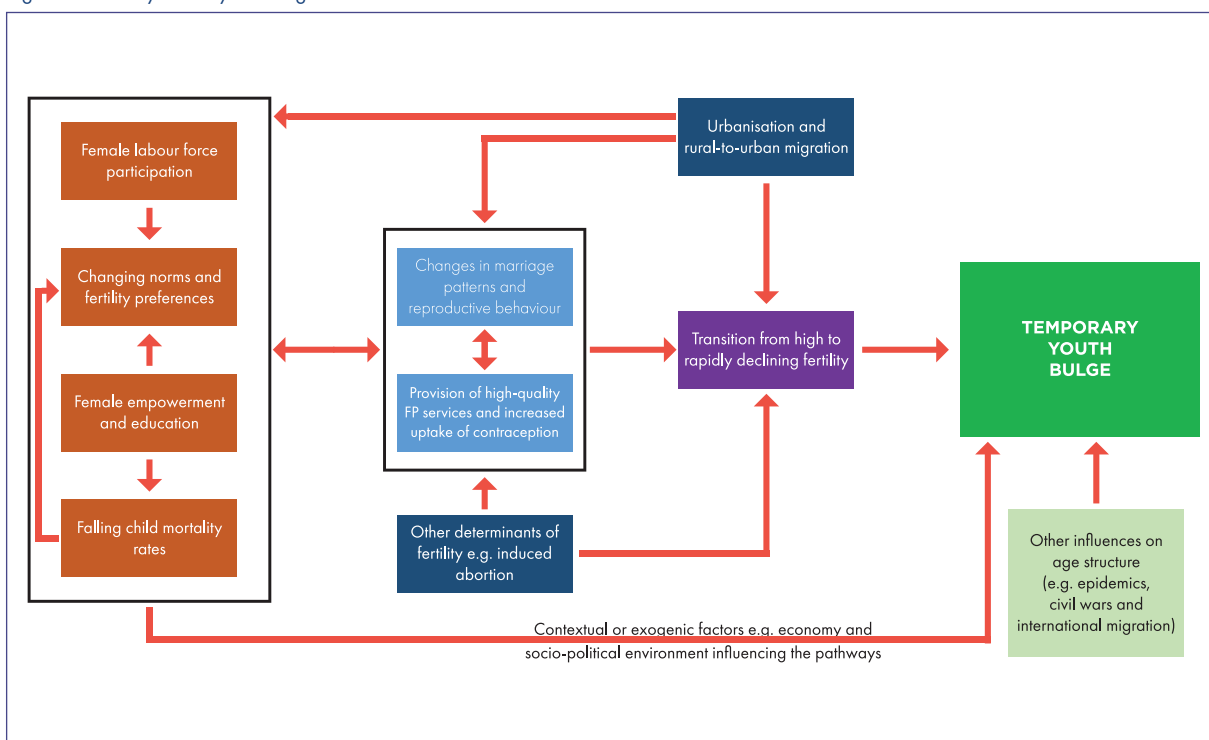 Female labour force
participation
Changing norms and
fertility preferences
Female empowerment
and education
Falling child mortality
rates
Urbanisation and
rural-to-urban migration
Changes in marriage
patterns and
reproductive behaviour
Provision of high-quality
FP services and increased
uptake of contraception
Other determinants of
fertility e.g. induced
abortion
Transition from high to
rapidly declining fertility
TEMPORARY
YOUTH
BULGE
Other influences on
age structure
(e.g. epidemics,
civil wars and
international migration)
Contextual or exogenic factors e.g. economy and
socio-political environment influencing the pathways